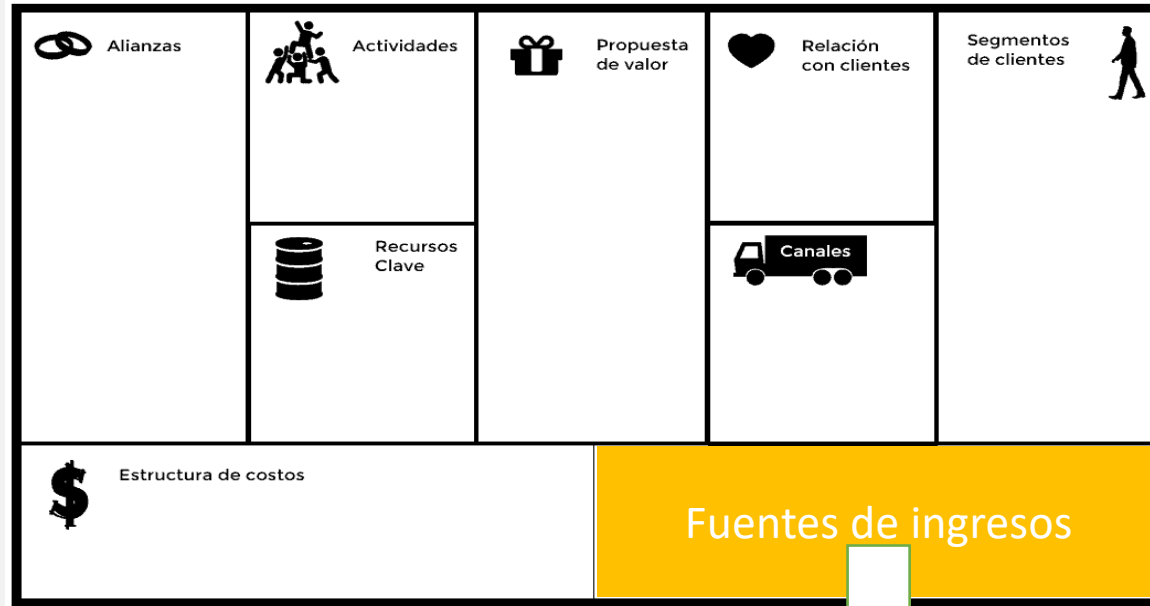 Alianzas
Actividades
Propuesta
de valor
Relación
con clientes
Segmentos
de clientes
Recursos
Clave
Canales
Estructura de costos
Fuentes de ingresos